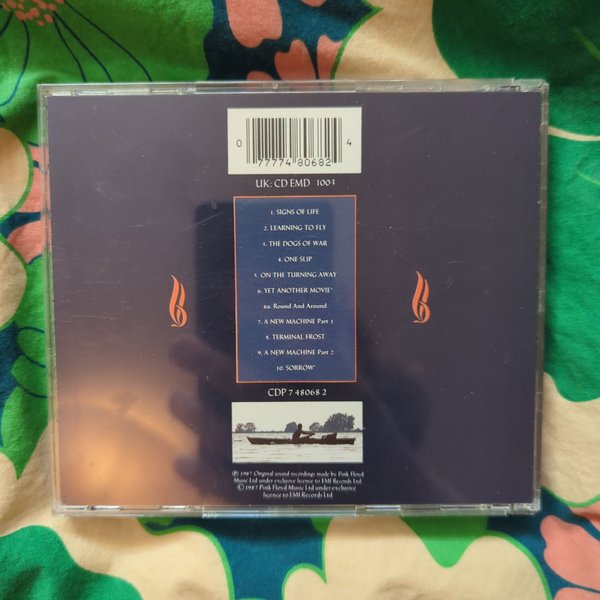 0 77774 80682 4
UK: CD EMD 1003
1. SIGNS OF LIFE
2. LEARNING TO FLY
3. THE DOGS OF WAR
4. ONE SLIP
5. ON THE TURNING AWAY
6. YET ANOTHER MOVIE*
6a. Round And Around
7. A NEW MACHINE Part 1
8. TERMINAL FROST
9. A NEW MACHINE Part 2
10. SORROW*
CDP 7 48068 2
℗ 1987 Original sound recordings made by Pink Floyd
Music Ltd under exclusive licence to EMI Records Ltd.
© 1987 Pink Floyd Music Ltd under exclusive
licence to EMI Records Ltd.